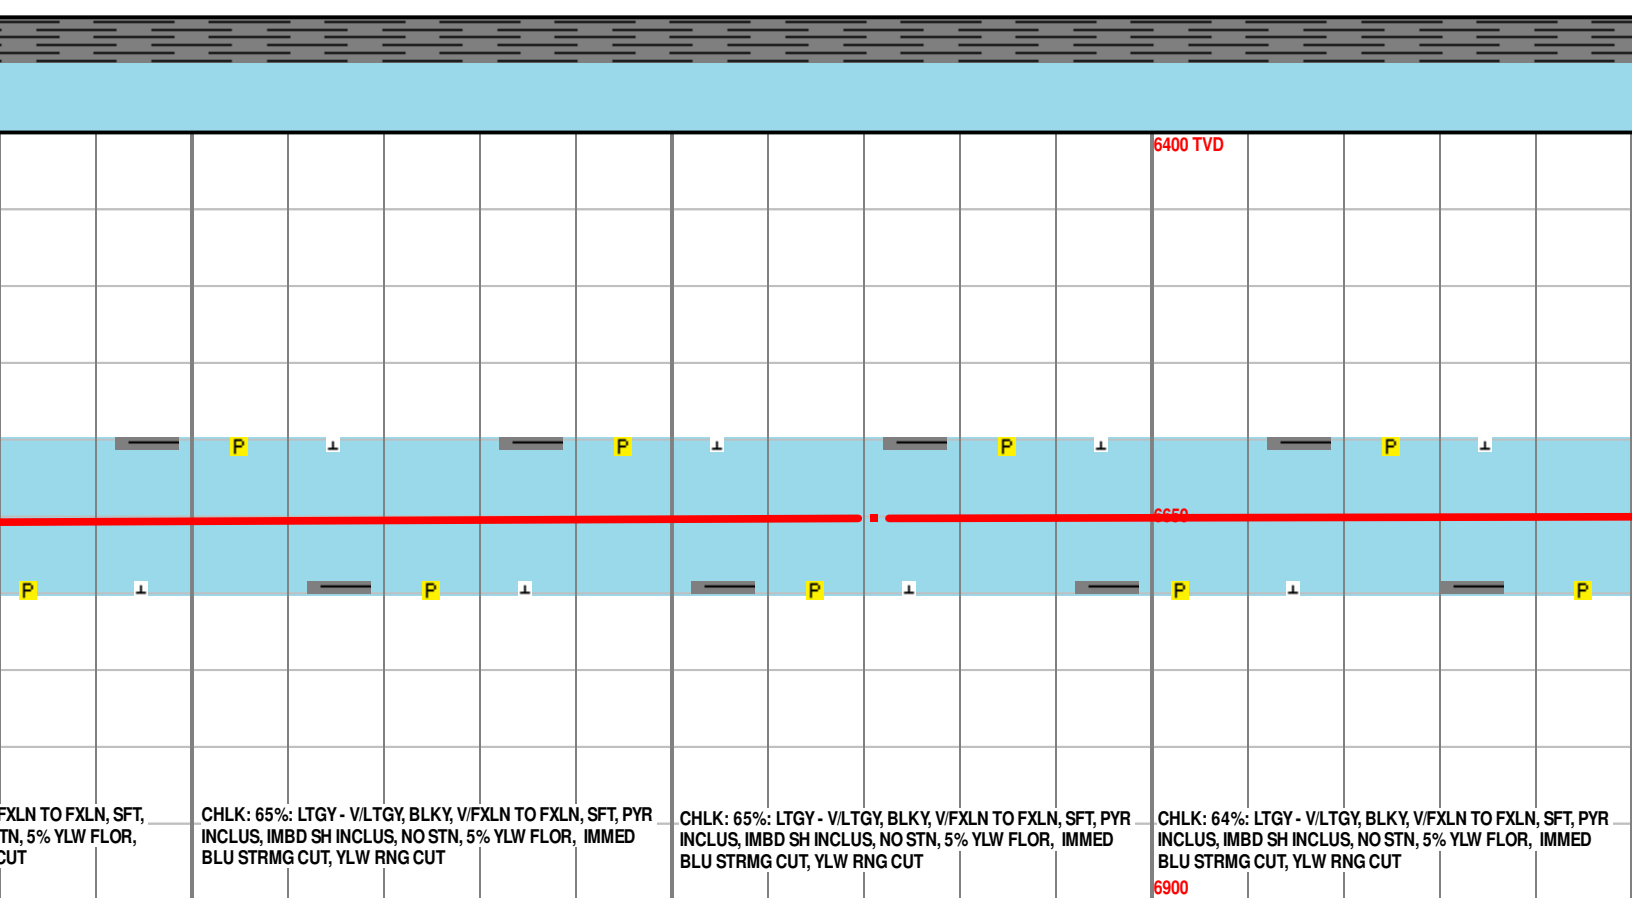 6400 TVD
P
P
P
P
6650
P
P
P
P
P
FXLN TO FXLN, SFT,
TN, 5% YLW FLOR,
CUT
CHLK: 65%: LTGY - V/LTGY, BLKY, V/FXLN TO FXLN, SFT, PYR
INCLUS, IMBD SH INCLUS, NO STN, 5% YLW FLOR,  IMMED
BLU STRMG CUT, YLW RNG CUT
CHLK: 65%: LTGY - V/LTGY, BLKY, V/FXLN TO FXLN, SFT, PYR
INCLUS, IMBD SH INCLUS, NO STN, 5% YLW FLOR,  IMMED
BLU STRMG CUT, YLW RNG CUT
CHLK: 64%: LTGY - V/LTGY, BLKY, V/FXLN TO FXLN, SFT, PYR
INCLUS, IMBD SH INCLUS, NO STN, 5% YLW FLOR,  IMMED
BLU STRMG CUT, YLW RNG CUT
6900